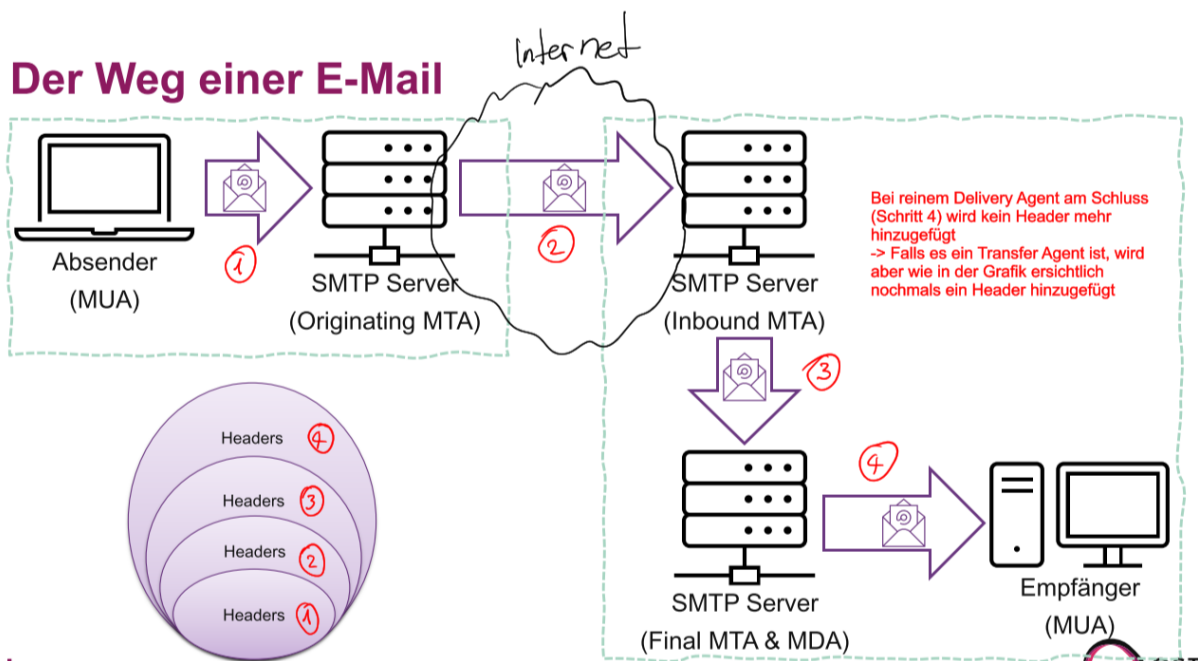 Internet
Der Weg einer E-Mail
Absender
(MUA)
1
SMTP Server
(Originating MTA)
2
SMTP Server
(Inbound MTA)
Bei reinem Delivery Agent am Schluss
(Schritt 4) wird kein Header mehr
hinzugefügt
-> Falls es ein Transfer Agent ist, wird
aber wie in der Grafik ersichtlich
nochmals ein Header hinzugefügt
3
Headers 4
Headers 3
Headers 2
Headers 1
SMTP Server
(Final MTA & MDA)
4
Empfänger
(MUA)